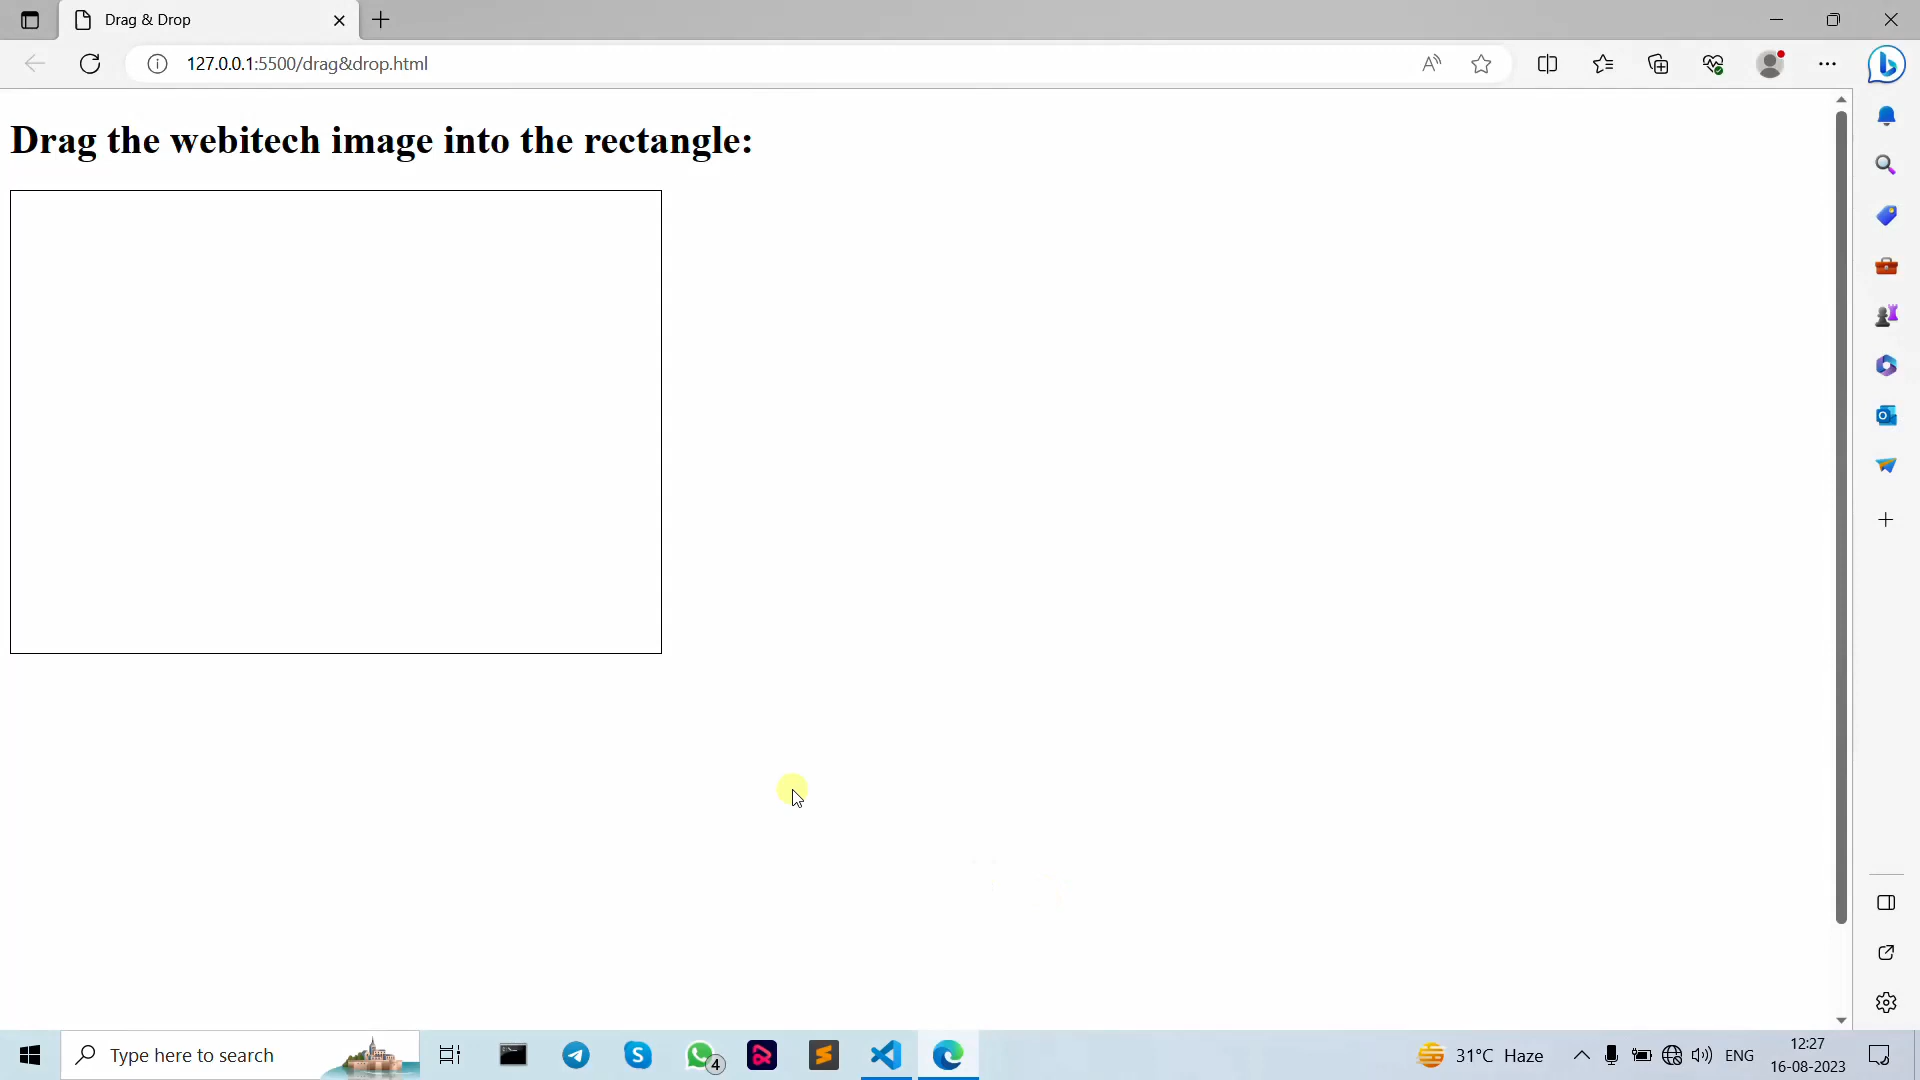 Drag & Drop
127.0.0.1:5500/drag&drop.html
Drag the webitech image into the rectangle:
Type here to search
4
31°C Haze
ENG
12:27
16-08-2023